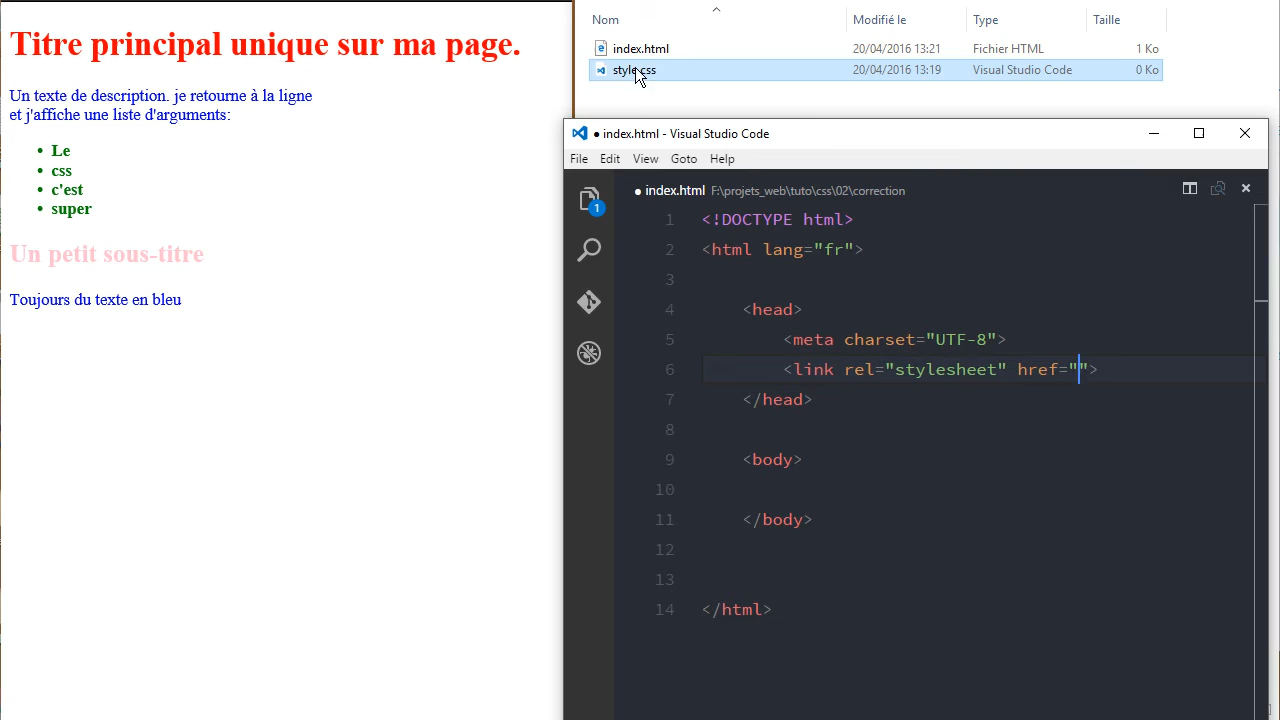 Titre principal unique sur ma page.
Un texte de description. je retourne à la ligne
et j'affiche une liste d'arguments:
• Le
• css
• c'est
• super
Un petit sous-titre
Toujours du texte en bleu
Nom Modifié le Type Taille
index.html 20/04/2016 13:21 Fichier HTML 1 Ko
style.css 20/04/2016 13:19 Visual Studio Code 0 Ko
● index.html - Visual Studio Code
File Edit View Goto Help
1
● index.html F:\projets_web\tuto\css\02\correction
1 <!DOCTYPE html>
2 <html lang="fr">
3
4 <head>
5 <meta charset="UTF-8">
6 <link rel="stylesheet" href="">
7 </head>
8
9 <body>
10
11 </body>
12
13
14 </html>